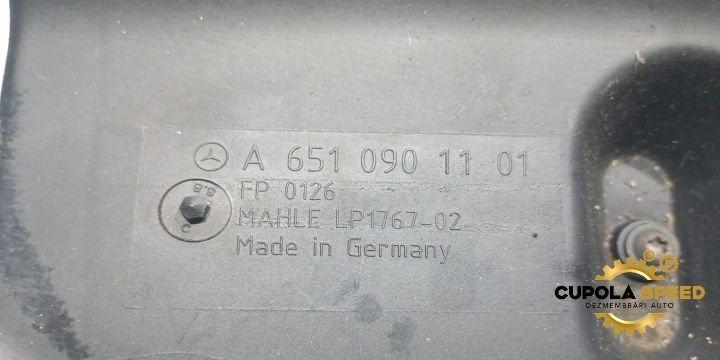 A 651 090 11 01
FP 0126
MAHLE LP1767-02
Made in Germany
CUPOLA SPEED
DEZMEMBRĂRI AUTO